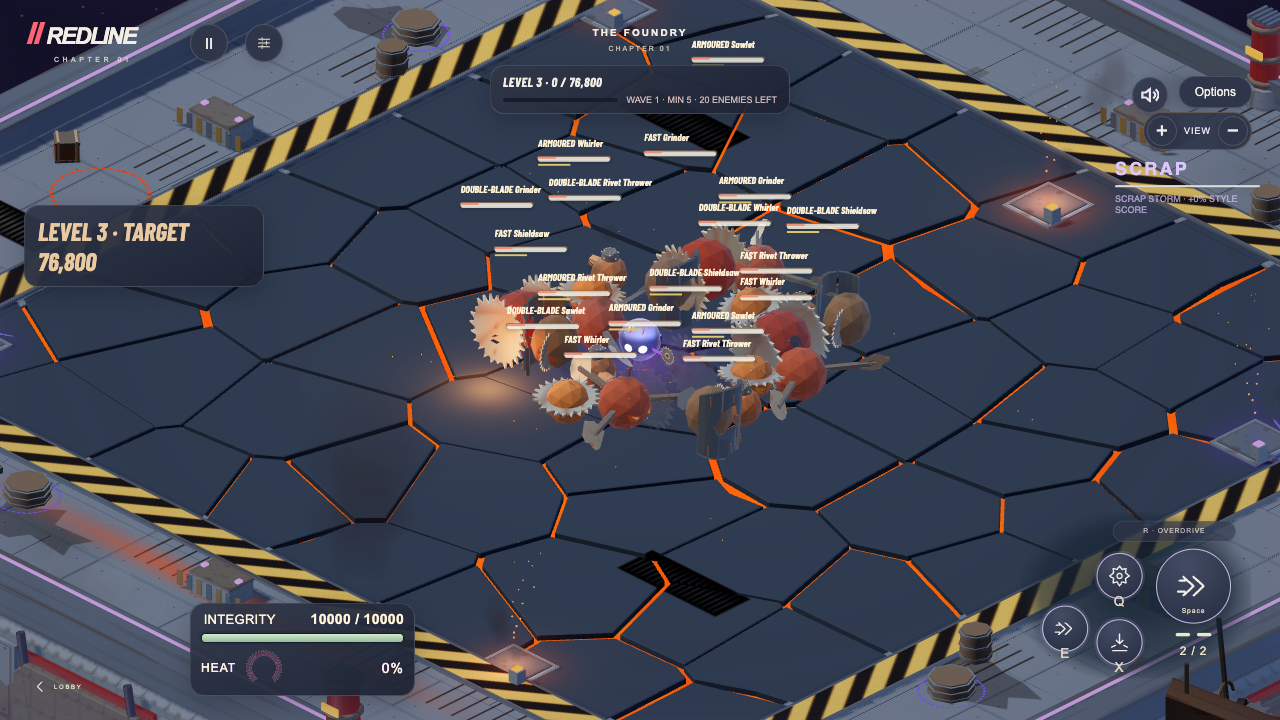 REDLINE
CHAPTER 01
THE FOUNDRY
CHAPTER 01
ARMOURED Sawlet
LEVEL 3 · 0 / 76,800
WAVE 1 · MIN 5 · 20 ENEMIES LEFT
Options
+ VIEW −
SCRAP
SCRAP STORM · +0% STYLE
SCORE
LEVEL 3 · TARGET
76,800
ARMOURED Whirler
FAST Grinder
DOUBLE-BLADE Grinder
DOUBLE-BLADE Rivet Thrower
ARMOURED Grinder
DOUBLE-BLADE Whirler
DOUBLE-BLADE Shieldsaw
FAST Shieldsaw
FAST Rivet Thrower
ARMOURED Rivet Thrower
DOUBLE-BLADE Shieldsaw
FAST Whirler
DOUBLE-BLADE Sawlet
ARMOURED Grinder
ARMOURED Sawlet
FAST Whirler
FAST Rivet Thrower
R · OVERDRIVE
Q
Space
E
X
2 / 2
INTEGRITY 10000 / 10000
HEAT 0%
LOBBY